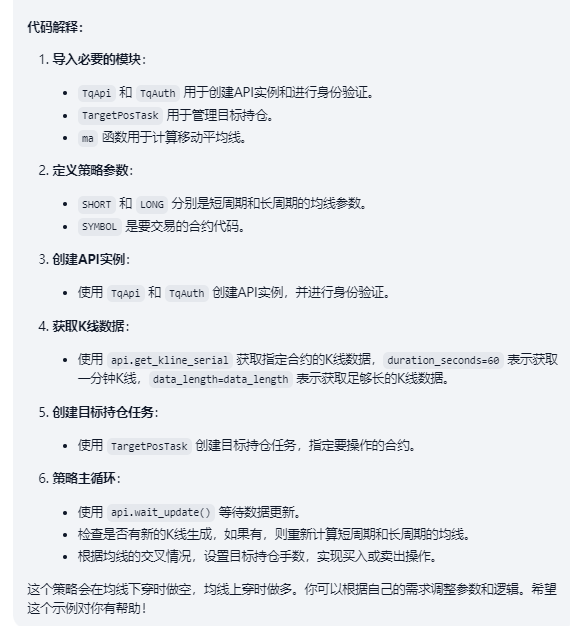 代码解释：
1. 导入必要的模块：
• TqApi 和 TqAuth 用于创建API实例和进行身份验证。
• TargetPosTask 用于管理目标持仓。
• ma 函数用于计算移动平均线。
2. 定义策略参数：
• SHORT 和 LONG 分别是短周期和长周期的均线参数。
• SYMBOL 是要交易的合约代码。
3. 创建API实例：
• 使用 TqApi 和 TqAuth 创建API实例，并进行身份验证。
4. 获取K线数据：
• 使用 api.get_kline_serial 获取指定合约的K线数据，duration_seconds=60 表示获取
一分钟K线，data_length=data_length 表示获取足够长的K线数据。
5. 创建目标持仓任务：
• 使用 TargetPosTask 创建目标持仓任务，指定要操作的合约。
6. 策略主循环：
• 使用 api.wait_update() 等待数据更新。
• 检查是否有新的K线生成，如果有，则重新计算短周期和长周期的均线。
• 根据均线的交叉情况，设置目标持仓手数，实现买入或卖出操作。
这个策略会在均线下穿时做空，均线上穿时做多。你可以根据自己的需求调整参数和逻辑。希望
这个示例对你有帮助！